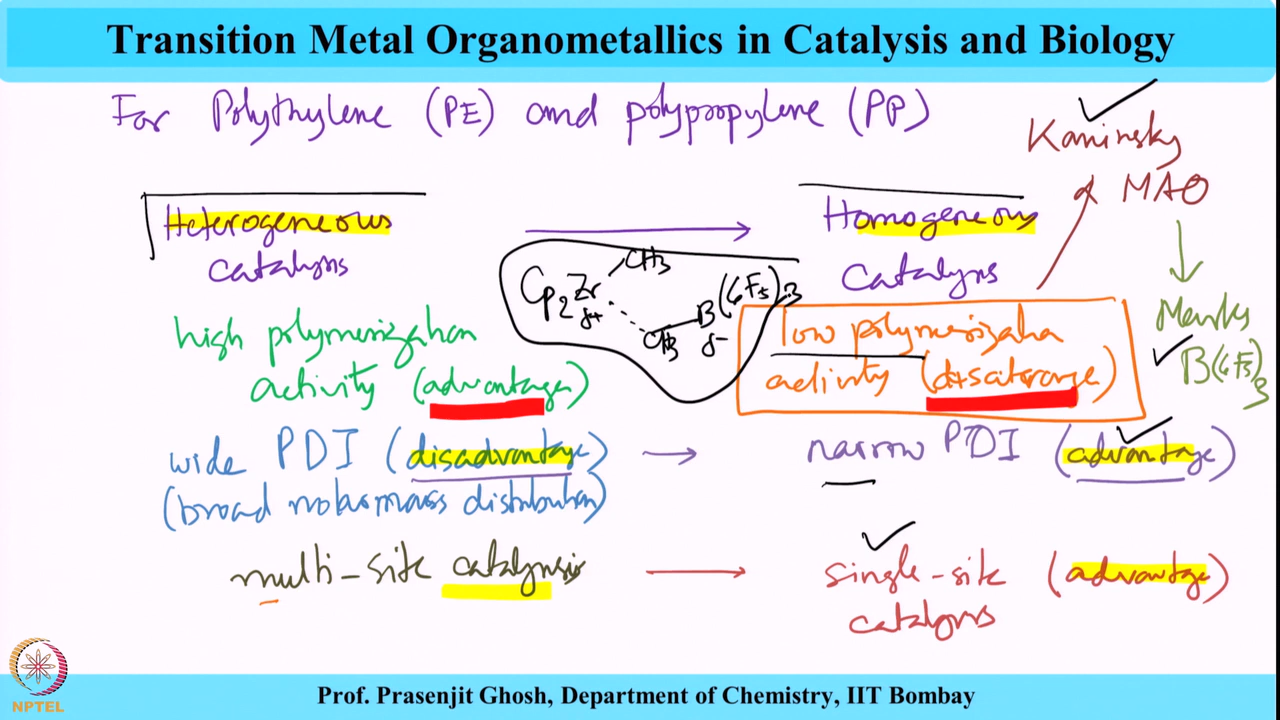 Transition Metal Organometallics in Catalysis and Biology
For Polythylene (PE) and polypropylene (PP)
Kaminsky
MAO
Heterogeneous
catalysis
Homogeneous
catalysis
Cp2Zr
δ+
CH3
CH3
B(C6F5)3
δ-
Marks
B(C6F5)3
high polymerization
activity (advantage)
low polymerization
activity (disadvantage)
wide PDI (disadvantage)
narrow PDI (advantage)
(broad molar mass distribution)
multi-site catalysis
single-site (advantage)
catalysis
NPTEL
Prof. Prasenjit Ghosh, Department of Chemistry, IIT Bombay